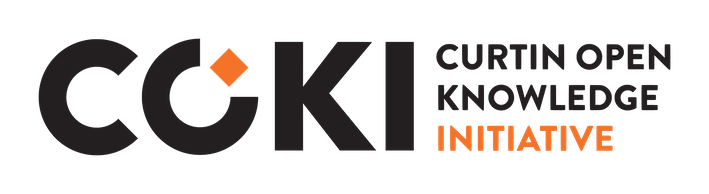 COKI
CURTIN OPEN
KNOWLEDGE
INITIATIVE